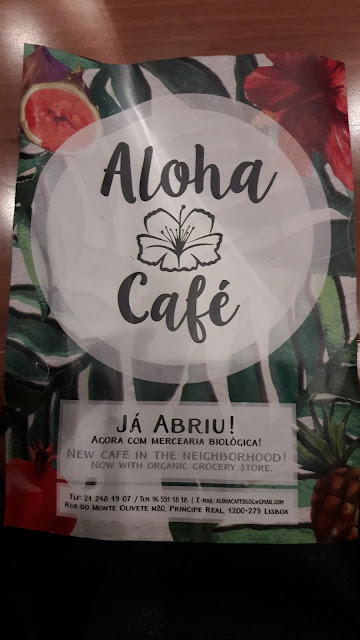 Aloha
Café
Já Abriu!
Agora com mercearia biológica!
New café in the neighborhood!
Now with organic grocery store.
Tlf: 21 248 19 07 / Tlm 96 551 18 18 | E-mail: alohacafeblog@gmail.com
Rua do Monte Olivete n20, Principe Real, 1200-279 Lisboa